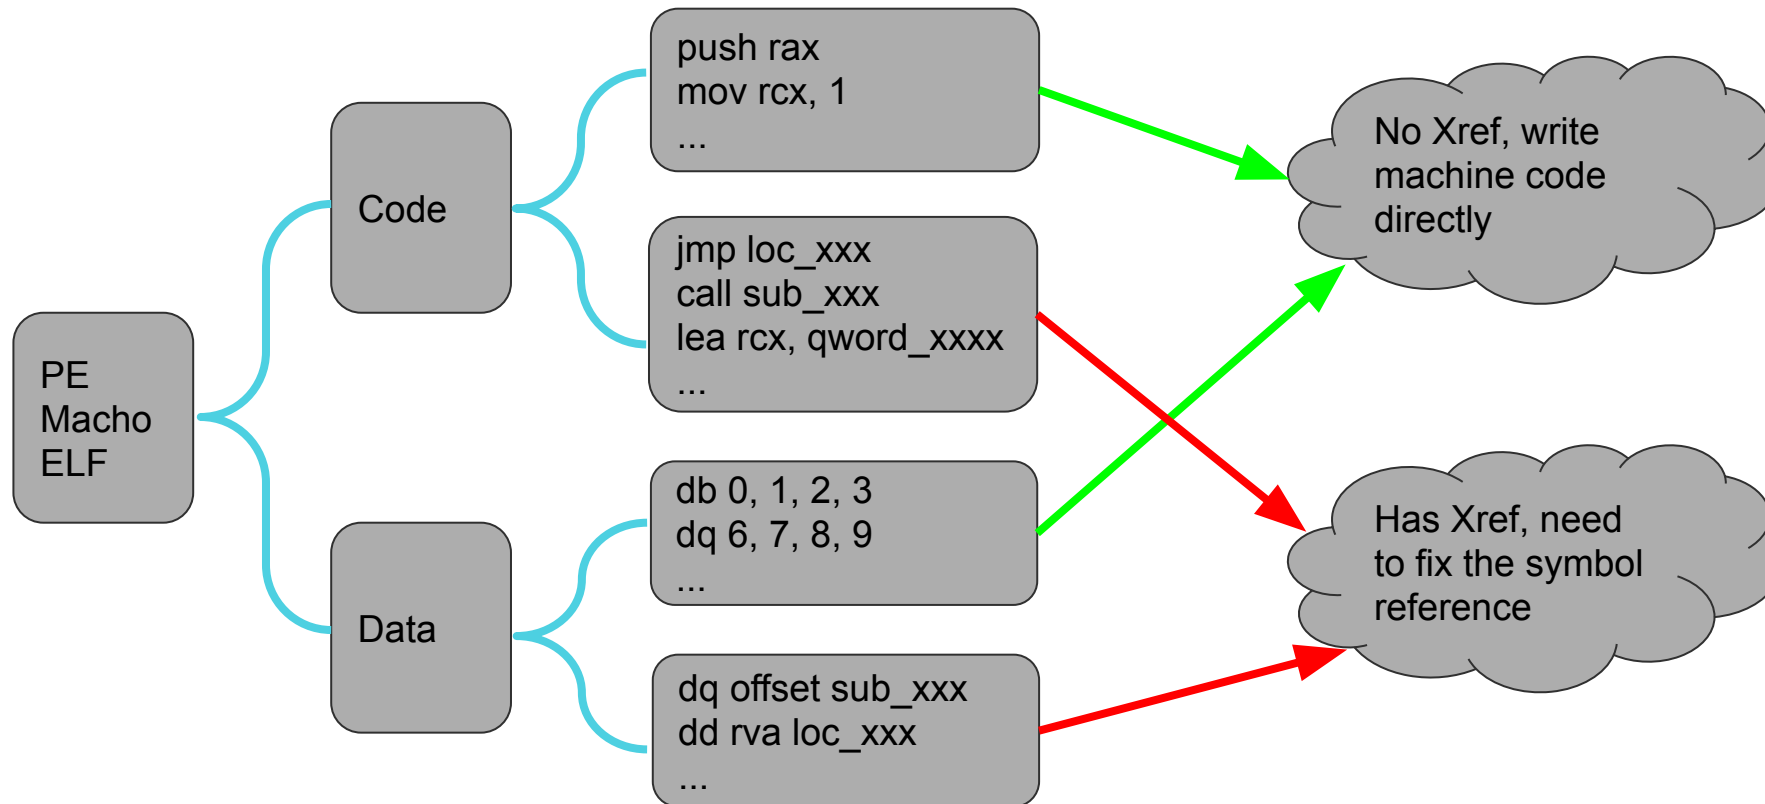 PE
Macho
ELF
Code
Data
push rax
mov rcx, 1
...
jmp loc_xxx
call sub_xxx
lea rcx, qword_xxxx
...
db 0, 1, 2, 3
dq 6, 7, 8, 9
...
dq offset sub_xxx
dd rva loc_xxx
...
No Xref, write
machine code
directly
Has Xref, need
to fix the symbol
reference